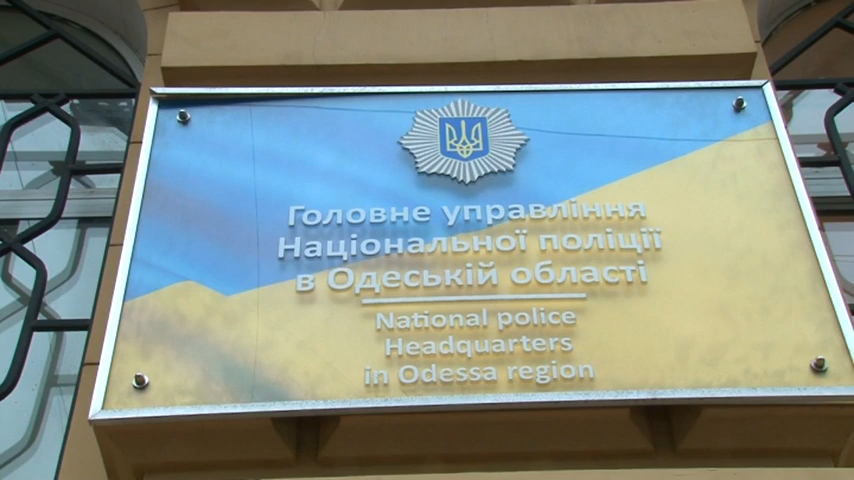 Головне управління
Національної поліції
в Одеській області
National police
Headquarters
in Odessa region